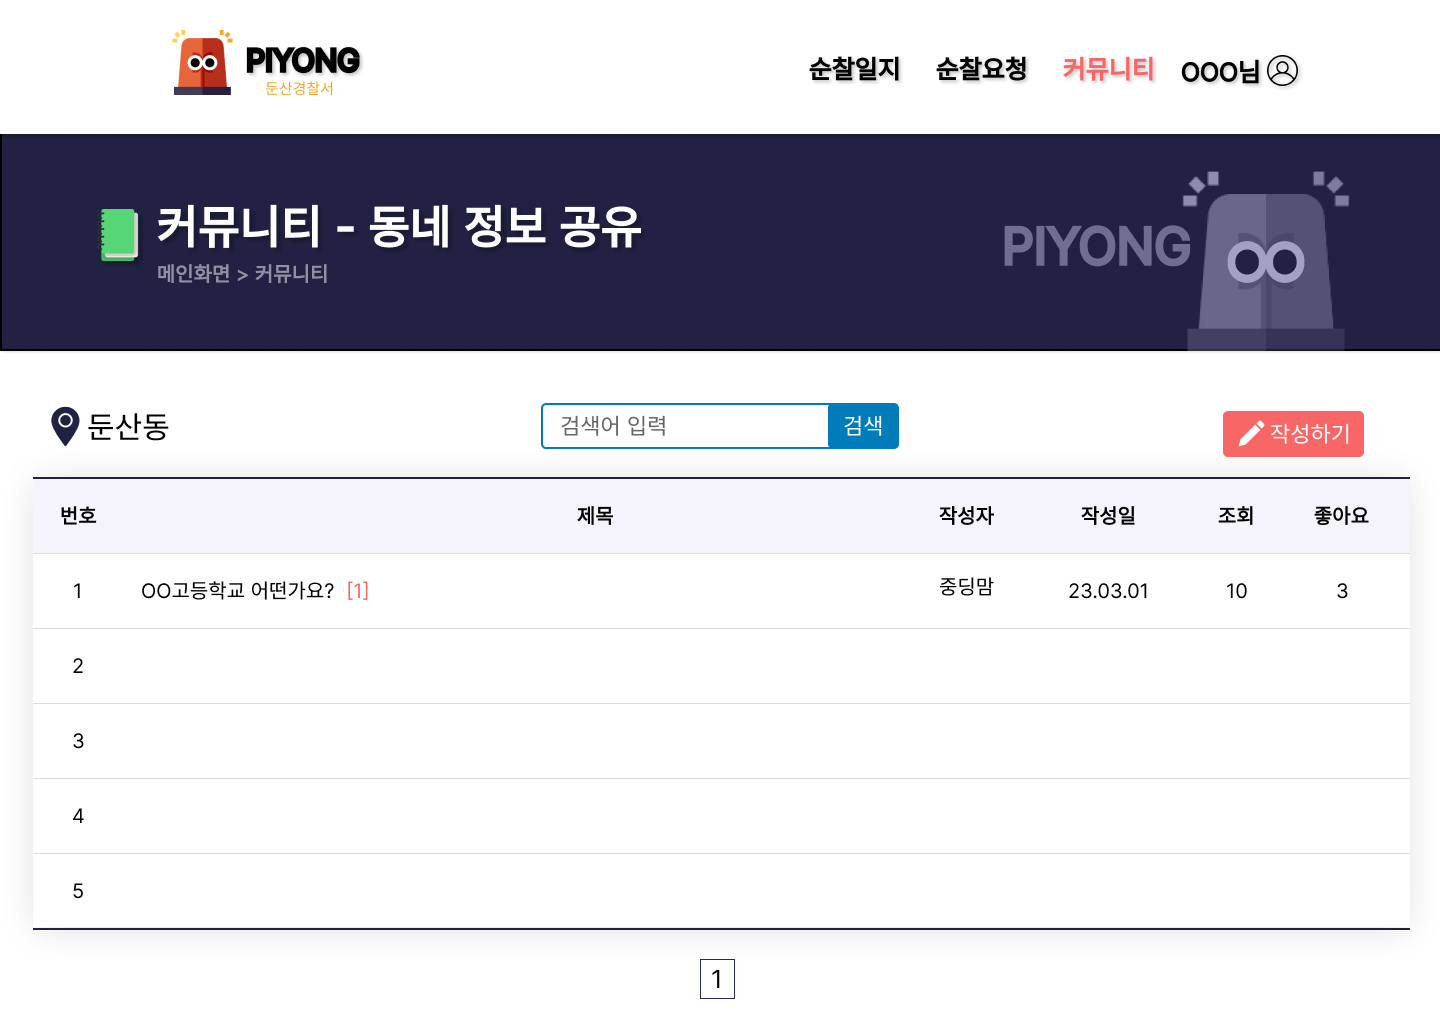 PIYONG
둔산경찰서
순찰일지 순찰요청 커뮤니티 OOO님
커뮤니티 - 동네 정보 공유
메인화면 > 커뮤니티
PIYONG
둔산동
검색어 입력 검색
작성하기
번호 제목 작성자 작성일 조회 좋아요
1 OO고등학교 어떤가요? [1] 중딩맘 23.03.01 10 3
2
3
4
5
1